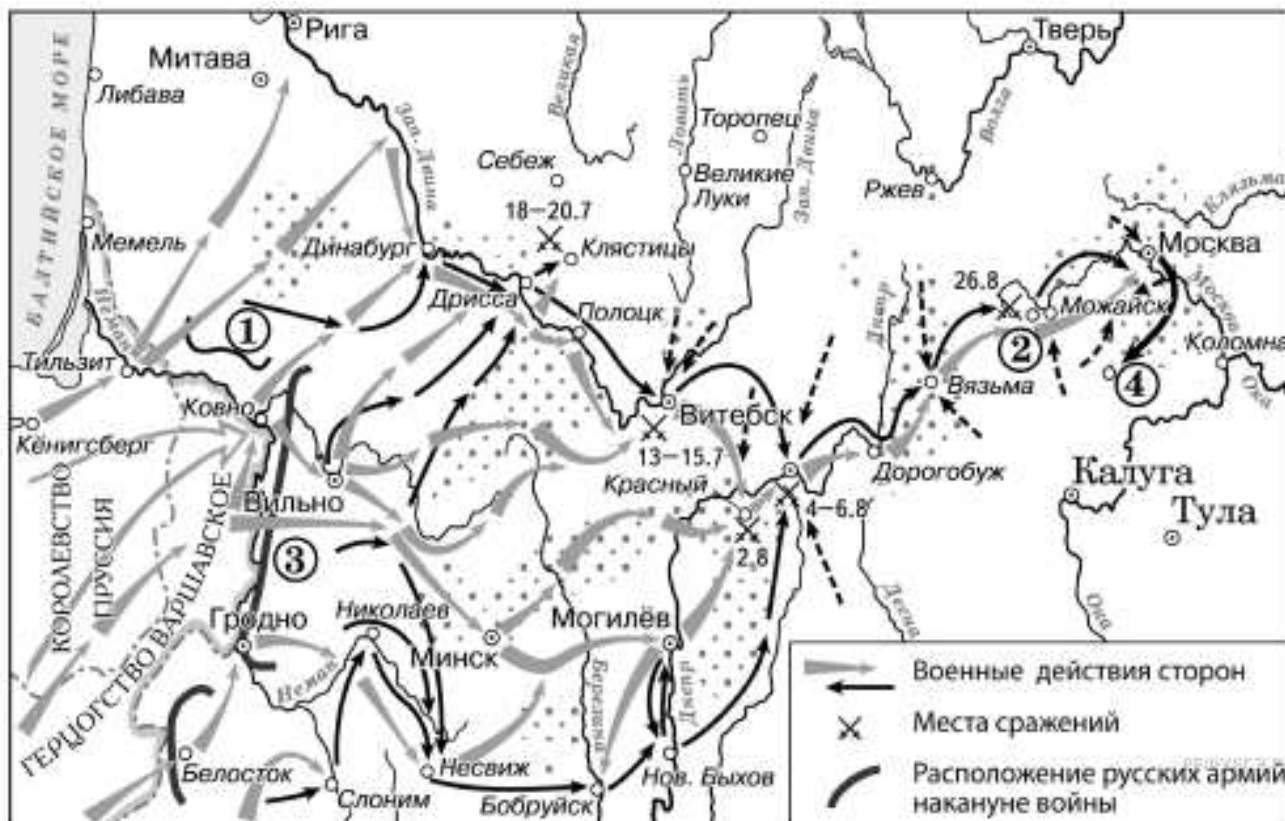 Рига
Тверь
Митава
Либава
БАЛТИЙСКОЕ МОРЕ
Зап. Двина
Великая
Ловать
Торопец
Зап. Двина
Волга
Себеж
Великие
Луки
Ржев
Клязьма
18–20.7
Мемель
Динабург
Клястицы
Москва
Неман
Дрисса
Полоцк
Днепр
26.8
Можайск
Москва
1
2
Коломна
Тильзит
4
Ока
Ковно
Витебск
Вязьма
Кёнигсберг
13–15.7
Красный
Дорогобуж
Вильно
4–6.8
Калуга
2.8
Тула
КОРОЛЕВСТВО
ПРУССИЯ
ГЕРЦОГСТВО ВАРШАВСКОЕ
3
Гродно
Николаев
Минск
Могилёв
Десна
Ока
Неман
Березина
Днепр
Белосток
Слоним
Несвиж
Бобруйск
Нов. Быхов
Военные действия сторон
Места сражений
Расположение русских армий
накануне войны